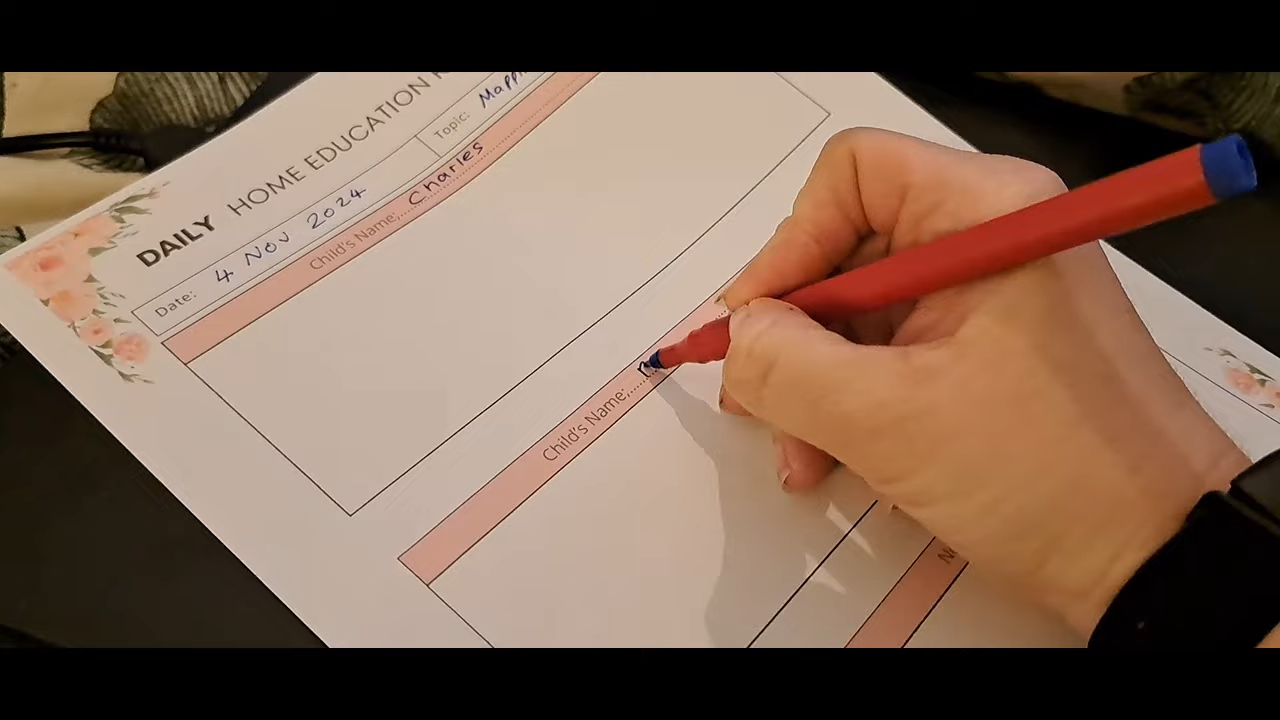 DAILY HOME EDUCATION
Date: 4 NOV 2024
Topic:
Child's Name: Charles
Child's Name: